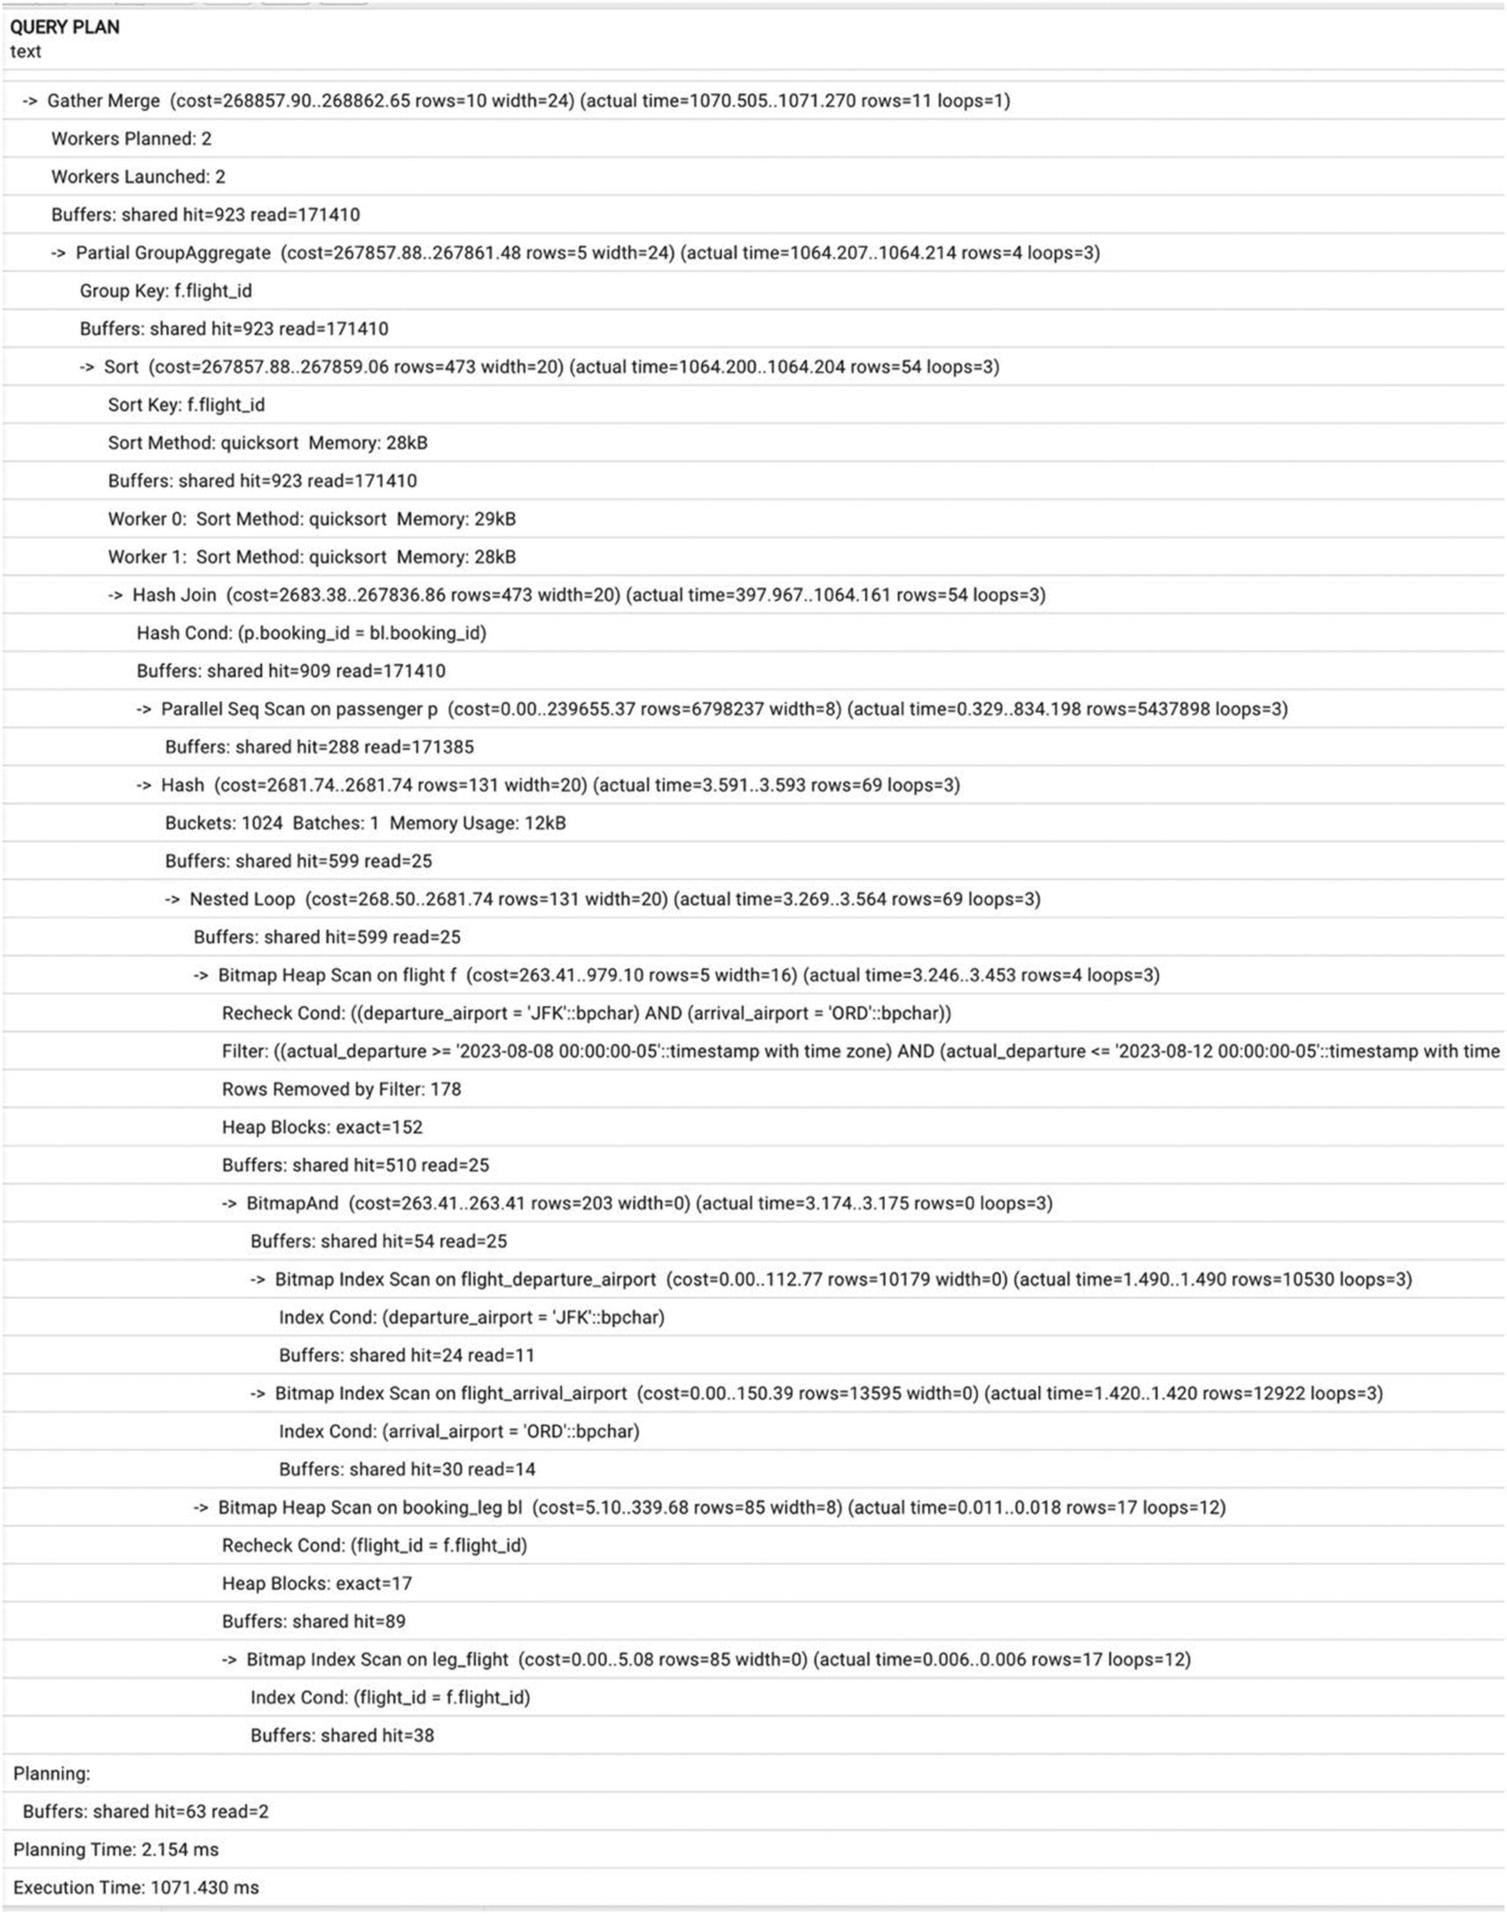 QUERY PLAN
text
-> Gather Merge (cost=268857.90..268862.65 rows=10 width=24) (actual time=1070.505..1071.270 rows=11 loops=1)
Workers Planned: 2
Workers Launched: 2
Buffers: shared hit=923 read=171410
-> Partial GroupAggregate (cost=267857.88..267861.48 rows=5 width=24) (actual time=1064.207..1064.214 rows=4 loops=3)
Group Key: f.flight_id
Buffers: shared hit=923 read=171410
-> Sort (cost=267857.88..267859.06 rows=473 width=20) (actual time=1064.200..1064.204 rows=54 loops=3)
Sort Key: f.flight_id
Sort Method: quicksort Memory: 28kB
Buffers: shared hit=923 read=171410
Worker 0: Sort Method: quicksort Memory: 29kB
Worker 1: Sort Method: quicksort Memory: 28kB
-> Hash Join (cost=2683.38..267836.86 rows=473 width=20) (actual time=397.967..1064.161 rows=54 loops=3)
Hash Cond: (p.booking_id = bl.booking_id)
Buffers: shared hit=909 read=171410
-> Parallel Seq Scan on passenger p (cost=0.00..239655.37 rows=6798237 width=8) (actual time=0.329..834.198 rows=5437898 loops=3)
Buffers: shared hit=288 read=171385
-> Hash (cost=2681.74..2681.74 rows=131 width=20) (actual time=3.591..3.593 rows=69 loops=3)
Buckets: 1024 Batches: 1 Memory Usage: 12kB
Buffers: shared hit=599 read=25
-> Nested Loop (cost=268.50..2681.74 rows=131 width=20) (actual time=3.269..3.564 rows=69 loops=3)
Buffers: shared hit=599 read=25
-> Bitmap Heap Scan on flight f (cost=263.41..979.10 rows=5 width=16) (actual time=3.246..3.453 rows=4 loops=3)
Recheck Cond: ((departure_airport = 'JFK'::bpchar) AND (arrival_airport = 'ORD'::bpchar))
Filter: ((actual_departure >= '2023-08-08 00:00:00-05'::timestamp with time zone) AND (actual_departure <= '2023-08-12 00:00:00-05'::timestamp with time
Rows Removed by Filter: 178
Heap Blocks: exact=152
Buffers: shared hit=510 read=25
-> BitmapAnd (cost=263.41..263.41 rows=203 width=0) (actual time=3.174..3.175 rows=0 loops=3)
Buffers: shared hit=54 read=25
-> Bitmap Index Scan on flight_departure_airport (cost=0.00..112.77 rows=10179 width=0) (actual time=1.490..1.490 rows=10530 loops=3)
Index Cond: (departure_airport = 'JFK'::bpchar)
Buffers: shared hit=24 read=11
-> Bitmap Index Scan on flight_arrival_airport (cost=0.00..150.39 rows=13595 width=0) (actual time=1.420..1.420 rows=12922 loops=3)
Index Cond: (arrival_airport = 'ORD'::bpchar)
Buffers: shared hit=30 read=14
-> Bitmap Heap Scan on booking_leg bl (cost=5.10..339.68 rows=85 width=8) (actual time=0.011..0.018 rows=17 loops=12)
Recheck Cond: (flight_id = f.flight_id)
Heap Blocks: exact=17
Buffers: shared hit=89
-> Bitmap Index Scan on leg_flight (cost=0.00..5.08 rows=85 width=0) (actual time=0.006..0.006 rows=17 loops=12)
Index Cond: (flight_id = f.flight_id)
Buffers: shared hit=38
Planning:
Buffers: shared hit=63 read=2
Planning Time: 2.154 ms
Execution Time: 1071.430 ms